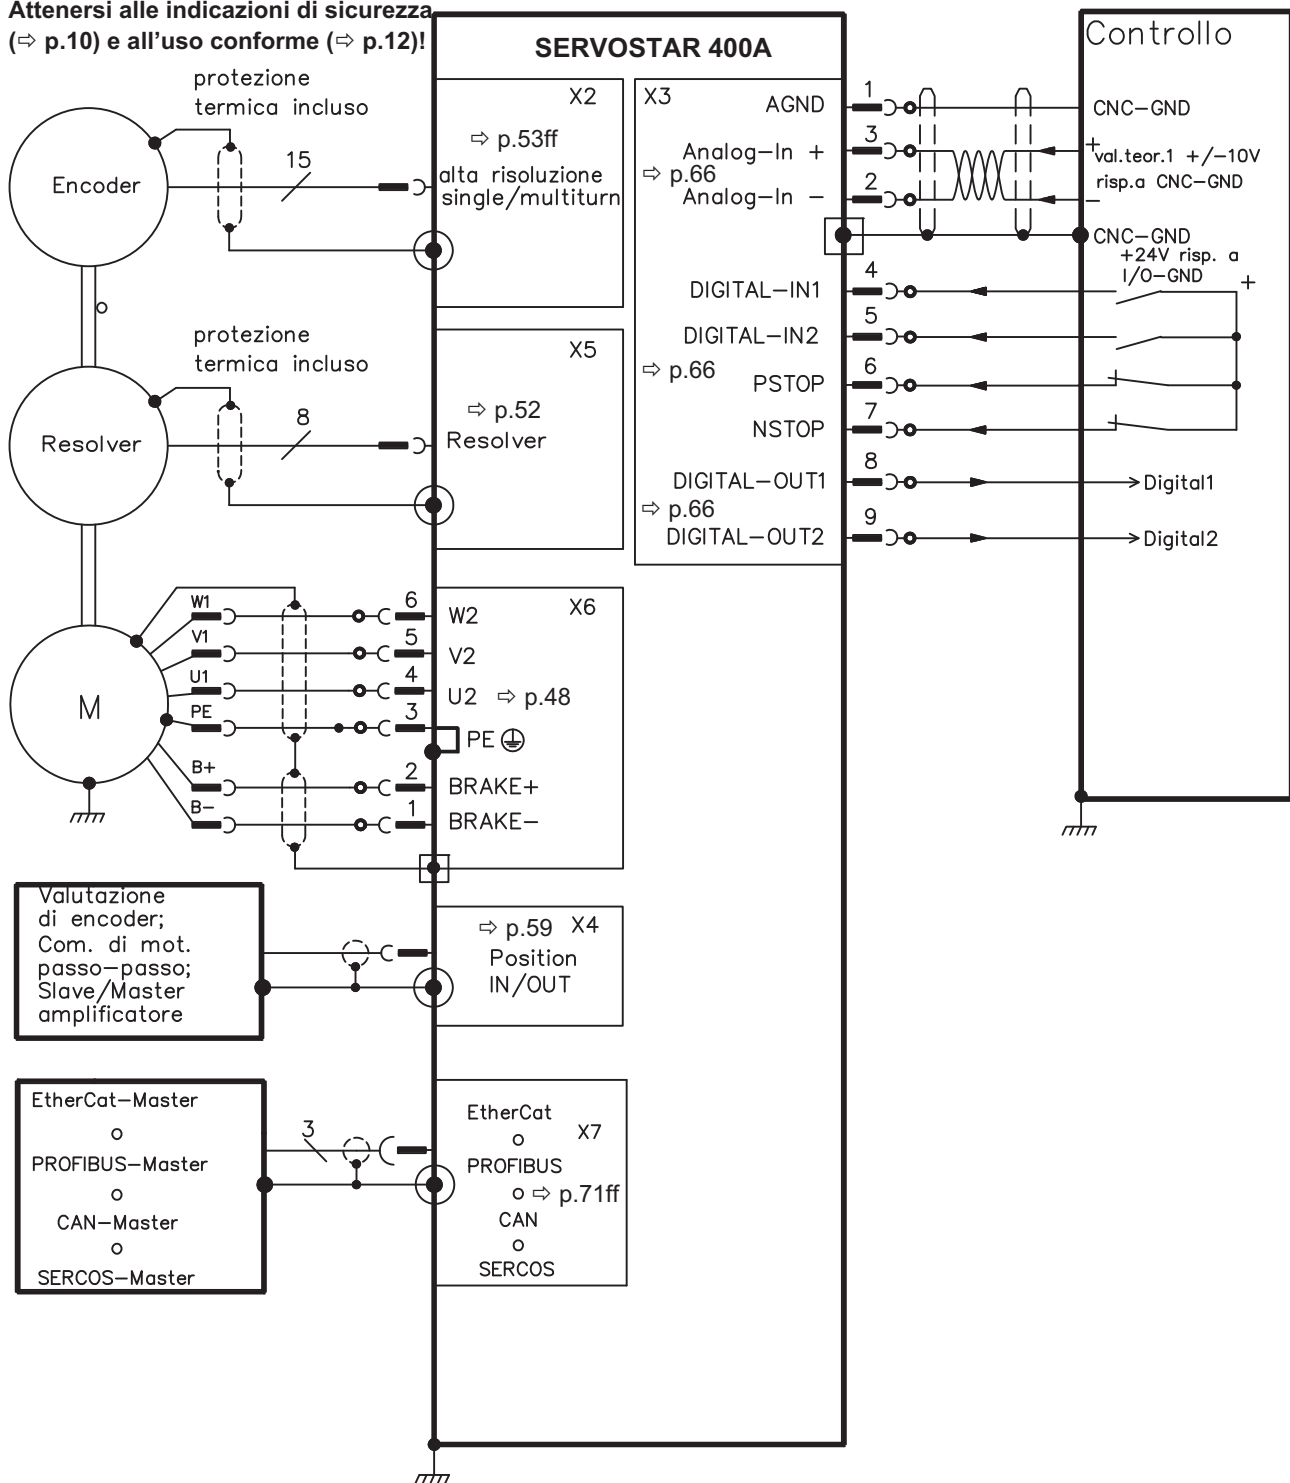 Attenersi alle indicazioni di sicurezza
(⇨ p.10) e all'uso conforme (⇨ p.12)!
SERVOSTAR 400A
Controllo
protezione
termica incluso
Encoder
15
X2
⇨ p.53ff
alta risoluzione
single/multiturn
protezione
termica incluso
Resolver
8
X5
⇨ p.52
Resolver
X3
AGND
1
CNC-GND
Analog-In +
3
+
⇨ p.66
val.teor.1 +/-10V
risp.a CNC-GND
Analog-In -
2
-
CNC-GND
+24V risp. a
I/O-GND
+
DIGITAL-IN1
4
DIGITAL-IN2
5
⇨ p.66
PSTOP
6
NSTOP
7
DIGITAL-OUT1
8
Digital1
⇨ p.66
DIGITAL-OUT2
9
Digital2
M
X6
W1
6
W2
V1
5
V2
U1
4
U2 ⇨ p.48
PE
3
PE
B+
2
BRAKE+
B-
1
BRAKE-
Valutazione
di encoder;
Com. di mot.
passo-passo;
Slave/Master
amplificatore
⇨ p.59 X4
Position
IN/OUT
EtherCat-Master
PROFIBUS-Master
CAN-Master
SERCOS-Master
3
EtherCat
X7
PROFIBUS
⇨ p.71ff
CAN
SERCOS